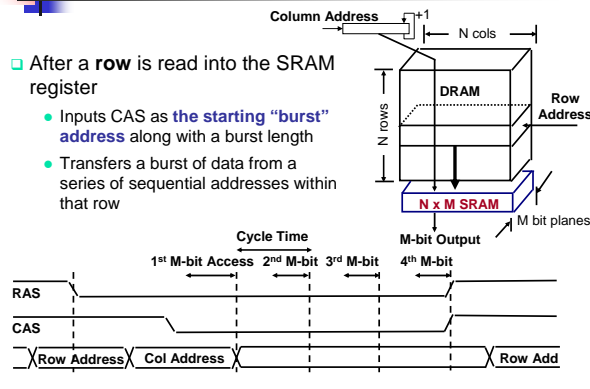 Column Address
+1
N cols
After a row is read into the SRAM
register
Inputs CAS as the starting “burst”
address along with a burst length
Transfers a burst of data from a
series of sequential addresses within
that row
DRAM
N rows
Row
Address
N x M SRAM
M bit planes
M-bit Output
Cycle Time
1st M-bit Access 2nd M-bit 3rd M-bit 4th M-bit
RAS
CAS
Row Address Col Address Row Add